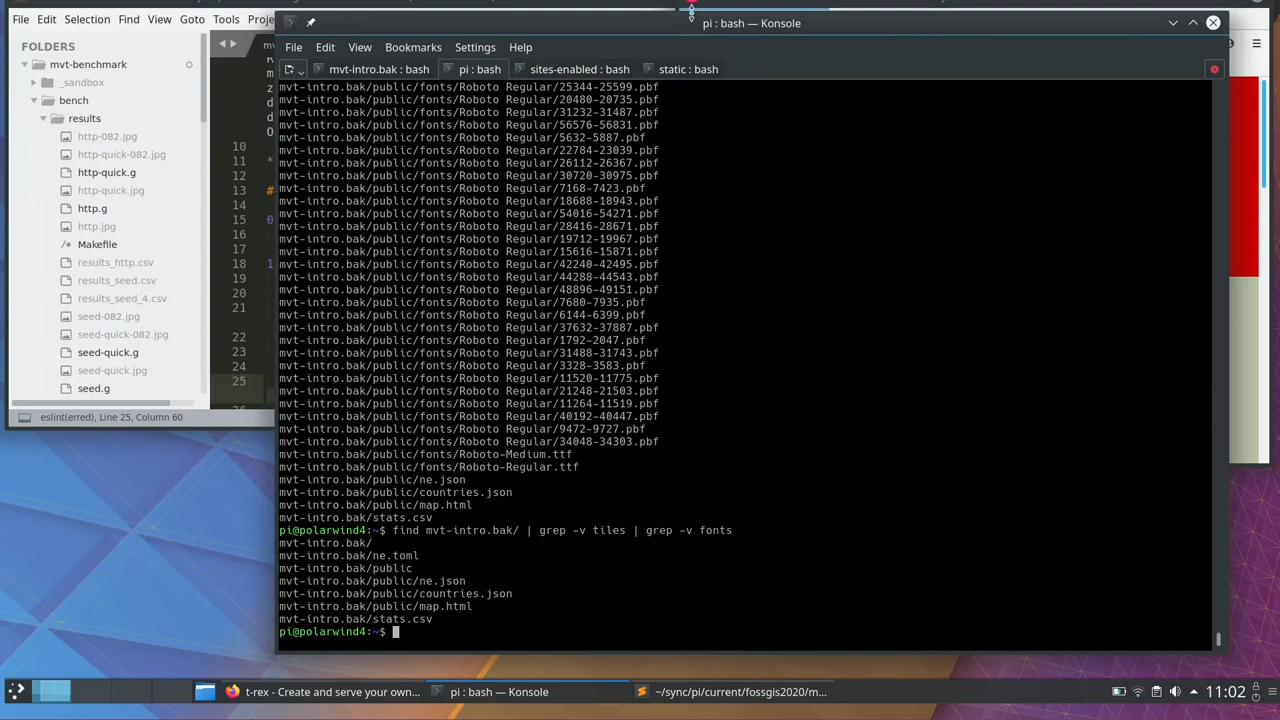 pi : bash — Konsole
File Edit Selection Find View Goto Tools Proje
File Edit View Bookmarks Settings Help
mvt-intro.bak : bash
pi : bash
sites-enabled : bash
static : bash
FOLDERS
mvt-benchmark
_sandbox
bench
results
http-082.jpg
http-quick-082.jpg
http-quick.g
http-quick.jpg
http.g
http.jpg
Makefile
results_http.csv
results_seed.csv
results_seed_4.csv
seed-082.jpg
seed-quick-082.jpg
seed-quick.g
seed-quick.jpg
seed.g
10
11
12
13
14
15
16
17
18
19
20
21
22
23
24
25
eslint(erred), Line 25, Column 60
mvt-intro.bak/public/fonts/Roboto Regular/25344-25599.pbf
mvt-intro.bak/public/fonts/Roboto Regular/20480-20735.pbf
mvt-intro.bak/public/fonts/Roboto Regular/31232-31487.pbf
mvt-intro.bak/public/fonts/Roboto Regular/56576-56831.pbf
mvt-intro.bak/public/fonts/Roboto Regular/5632-5887.pbf
mvt-intro.bak/public/fonts/Roboto Regular/22784-23039.pbf
mvt-intro.bak/public/fonts/Roboto Regular/26112-26367.pbf
mvt-intro.bak/public/fonts/Roboto Regular/30720-30975.pbf
mvt-intro.bak/public/fonts/Roboto Regular/7168-7423.pbf
mvt-intro.bak/public/fonts/Roboto Regular/18688-18943.pbf
mvt-intro.bak/public/fonts/Roboto Regular/54016-54271.pbf
mvt-intro.bak/public/fonts/Roboto Regular/28416-28671.pbf
mvt-intro.bak/public/fonts/Roboto Regular/19712-19967.pbf
mvt-intro.bak/public/fonts/Roboto Regular/15616-15871.pbf
mvt-intro.bak/public/fonts/Roboto Regular/42240-42495.pbf
mvt-intro.bak/public/fonts/Roboto Regular/44288-44543.pbf
mvt-intro.bak/public/fonts/Roboto Regular/48896-49151.pbf
mvt-intro.bak/public/fonts/Roboto Regular/7680-7935.pbf
mvt-intro.bak/public/fonts/Roboto Regular/6144-6399.pbf
mvt-intro.bak/public/fonts/Roboto Regular/37632-37887.pbf
mvt-intro.bak/public/fonts/Roboto Regular/1792-2047.pbf
mvt-intro.bak/public/fonts/Roboto Regular/31488-31743.pbf
mvt-intro.bak/public/fonts/Roboto Regular/3328-3583.pbf
mvt-intro.bak/public/fonts/Roboto Regular/11520-11775.pbf
mvt-intro.bak/public/fonts/Roboto Regular/21248-21503.pbf
mvt-intro.bak/public/fonts/Roboto Regular/11264-11519.pbf
mvt-intro.bak/public/fonts/Roboto Regular/40192-40447.pbf
mvt-intro.bak/public/fonts/Roboto Regular/9472-9727.pbf
mvt-intro.bak/public/fonts/Roboto Regular/34048-34303.pbf
mvt-intro.bak/public/fonts/Roboto-Medium.ttf
mvt-intro.bak/public/fonts/Roboto-Regular.ttf
mvt-intro.bak/public/ne.json
mvt-intro.bak/public/countries.json
mvt-intro.bak/public/map.html
mvt-intro.bak/stats.csv
pi@polarwind4:~$ find mvt-intro.bak/ | grep -v tiles | grep -v fonts
mvt-intro.bak/
mvt-intro.bak/ne.toml
mvt-intro.bak/public
mvt-intro.bak/public/ne.json
mvt-intro.bak/public/countries.json
mvt-intro.bak/public/map.html
mvt-intro.bak/stats.csv
pi@polarwind4:~$
t-rex - Create and serve your own...
pi : bash — Konsole
~/sync/pi/current/fossgis2020/m...
11:02